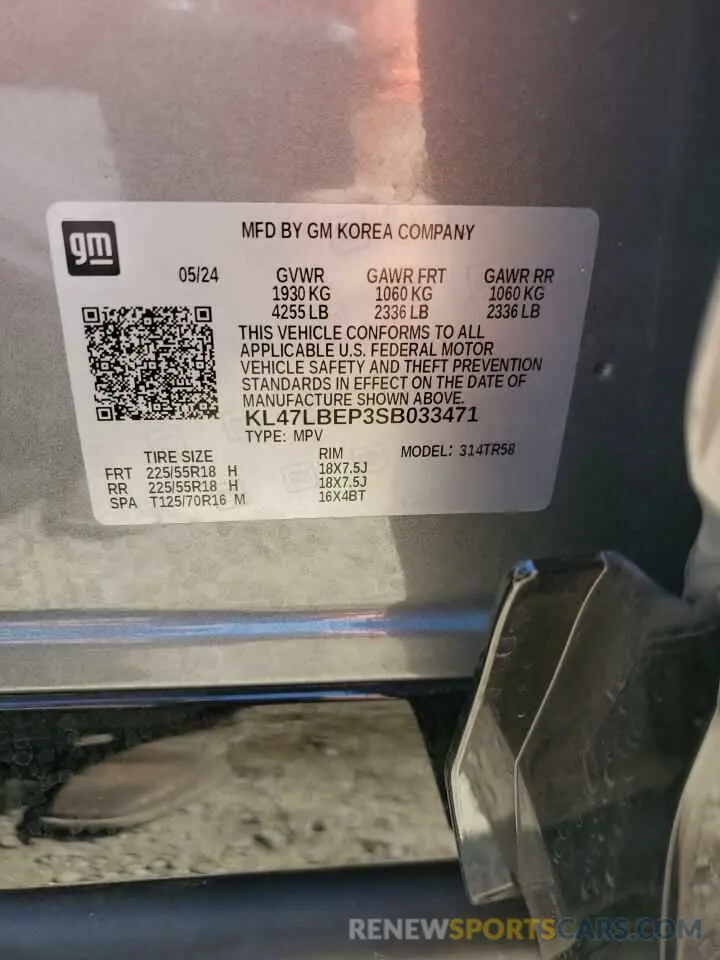 gm
MFD BY GM KOREA COMPANY
05/24 GVWR GAWR FRT GAWR RR
1930 KG 1060 KG 1060 KG
4255 LB 2336 LB 2336 LB
THIS VEHICLE CONFORMS TO ALL
APPLICABLE U.S. FEDERAL MOTOR
VEHICLE SAFETY AND THEFT PREVENTION
STANDARDS IN EFFECT ON THE DATE OF
MANUFACTURE SHOWN ABOVE.
KL47LBEP3SB033471
TYPE: MPV
TIRE SIZE RIM MODEL: 314TR58
FRT 225/55R18 H 18X7.5J
RR 225/55R18 H 18X7.5J
SPA T125/70R16 M 16X4BT
RENEWSPORTSCARS.COM